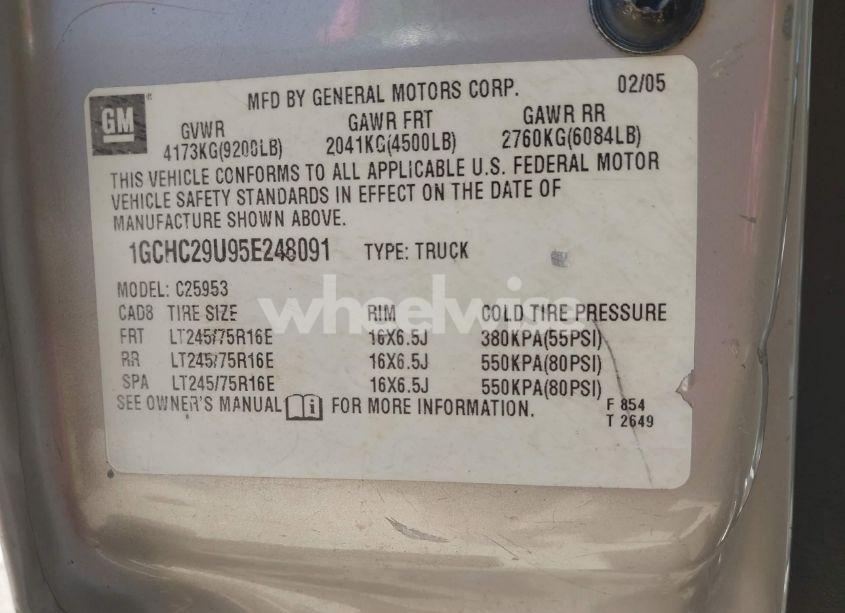 GM
MFD BY GENERAL MOTORS CORP. 02/05
GVWR GAWR FRT GAWR RR
4173KG(9200LB) 2041KG(4500LB) 2760KG(6084LB)
THIS VEHICLE CONFORMS TO ALL APPLICABLE U.S. FEDERAL MOTOR
VEHICLE SAFETY STANDARDS IN EFFECT ON THE DATE OF
MANUFACTURE SHOWN ABOVE.
1GCHC29U95E248091 TYPE: TRUCK
MODEL: C25953
wheelwise
CAD8 TIRE SIZE RIM COLD TIRE PRESSURE
FRT LT245/75R16E 16X6.5J 380KPA(55PSI)
RR LT245/75R16E 16X6.5J 550KPA(80PSI)
SPA LT245/75R16E 16X6.5J 550KPA(80PSI)
SEE OWNER'S MANUAL i FOR MORE INFORMATION.
F 854
T 2649